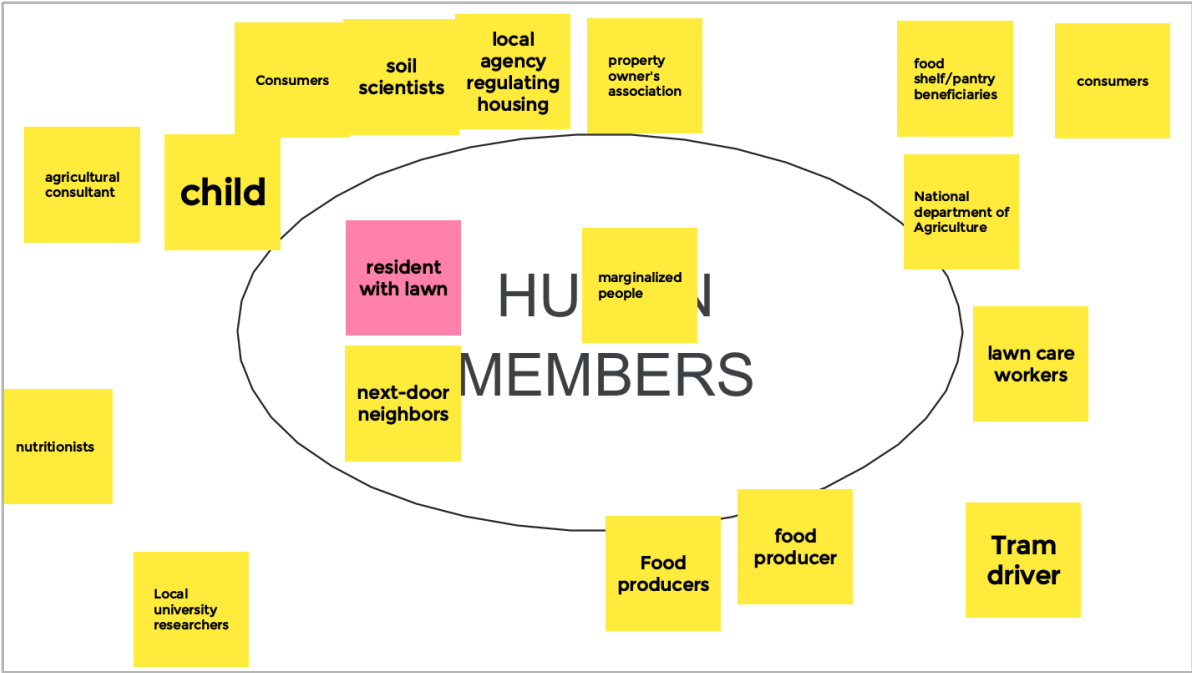 Consumers
soil
scientists
local
agency
regulating
housing
property
owner's
association
food
shelf/pantry
beneficiaries
consumers
agricultural
consultant
child
National
department of
Agriculture
resident
with lawn
marginalized
people
HU N
MEMBERS
next-door
neighbors
lawn care
workers
nutritionists
Food
producers
food
producer
Tram
driver
Local
university
researchers